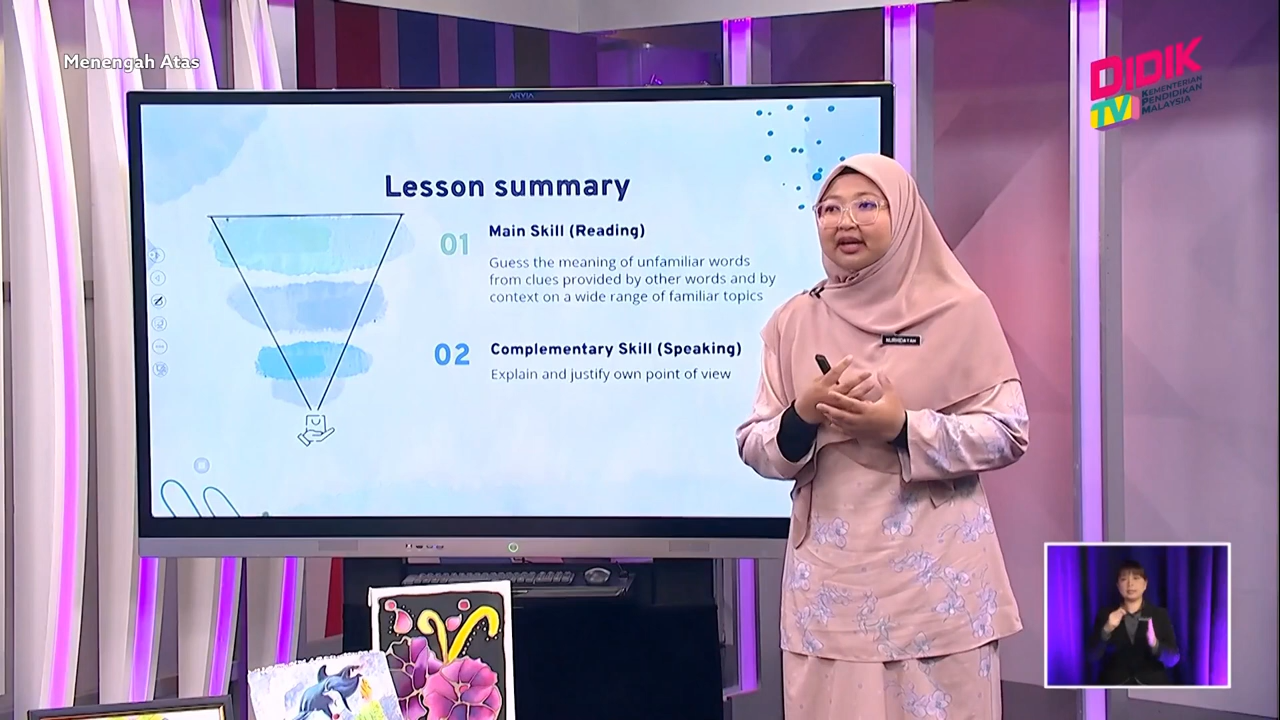 Menengah Atas
DIDIK
TV
KEMENTERIAN
PENDIDIKAN
MALAYSIA
ARVIA
Lesson summary
01
Main Skill (Reading)
Guess the meaning of unfamiliar words
from clues provided by other words and by
context on a wide range of familiar topics
02
Complementary Skill (Speaking)
Explain and justify own point of view
NURHIDAYAH